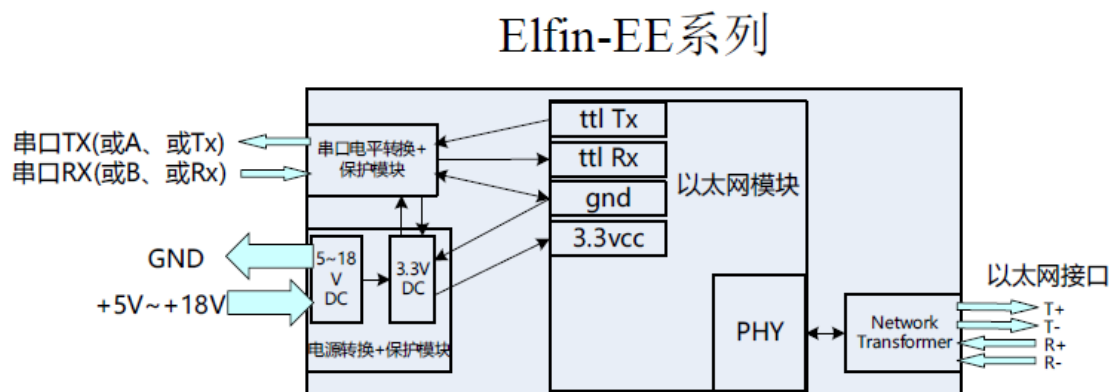 Elfin-EE系列
串口TX(或A、或Tx)
串口RX(或B、或Rx)
GND
+5V~+18V
串口电平转换+
保护模块
5~18
V
DC
3.3V
DC
电源转换+保护模块
ttl Tx
ttl Rx
gnd
3.3vcc
以太网模块
PHY
Network
Transformer
以太网接口
T+
T-
R+
R-